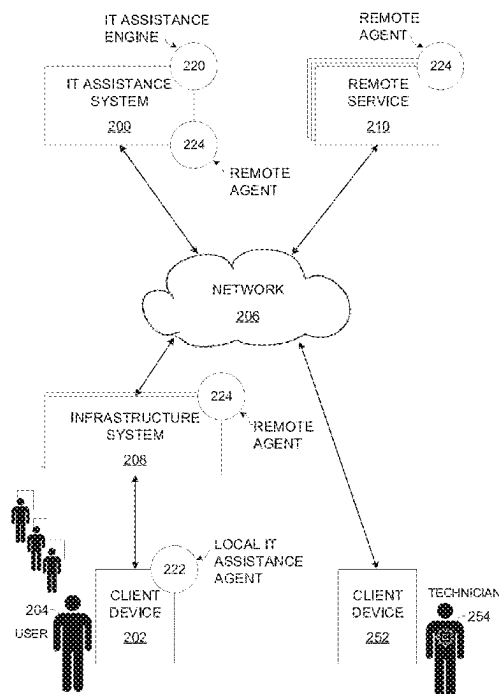 IT ASSISTANCE
ENGINE
220
IT ASSISTANCE
SYSTEM
200
224
REMOTE
AGENT
REMOTE
AGENT
224
REMOTE
SERVICE
210
NETWORK
206
224
REMOTE
AGENT
INFRASTRUCTURE
SYSTEM
208
LOCAL IT
ASSISTANCE
AGENT
222
CLIENT
DEVICE
202
204
USER
CLIENT
DEVICE
252
TECHNICIAN
254